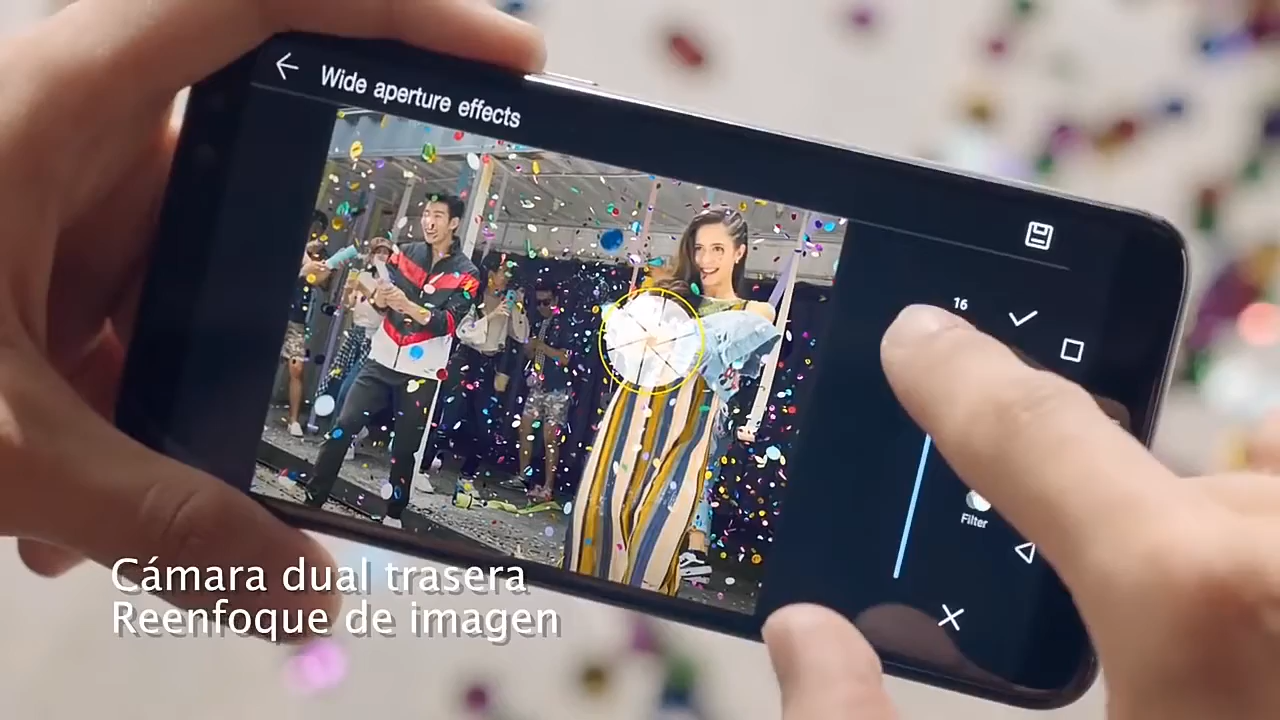 Wide aperture effects
16
Filter
Cámara dual trasera
Reenfoque de imagen